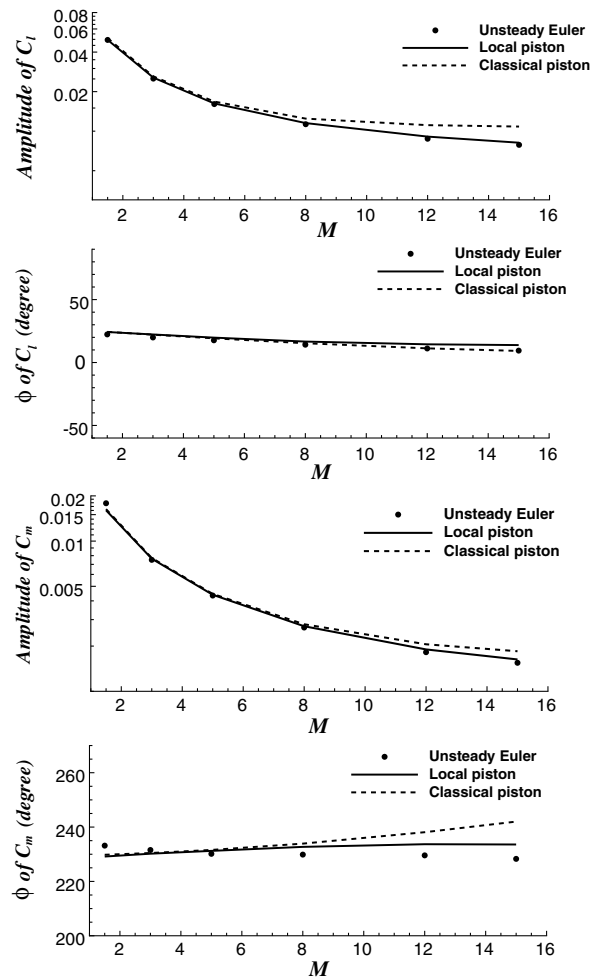 0.08
0.06
0.04
0.02
Amplitude of C_l
Unsteady Euler
Local piston
Classical piston
2 4 6 8 10 12 14 16
M
50
0
-50
ϕ of C_l (degree)
Unsteady Euler
Local piston
Classical piston
2 4 6 8 10 12 14 16
M
0.02
0.015
0.01
0.005
Amplitude of C_m
Unsteady Euler
Local piston
Classical piston
2 4 6 8 10 12 14 16
M
260
240
220
200
ϕ of C_m (degree)
Unsteady Euler
Local piston
Classical piston
2 4 6 8 10 12 14 16
M